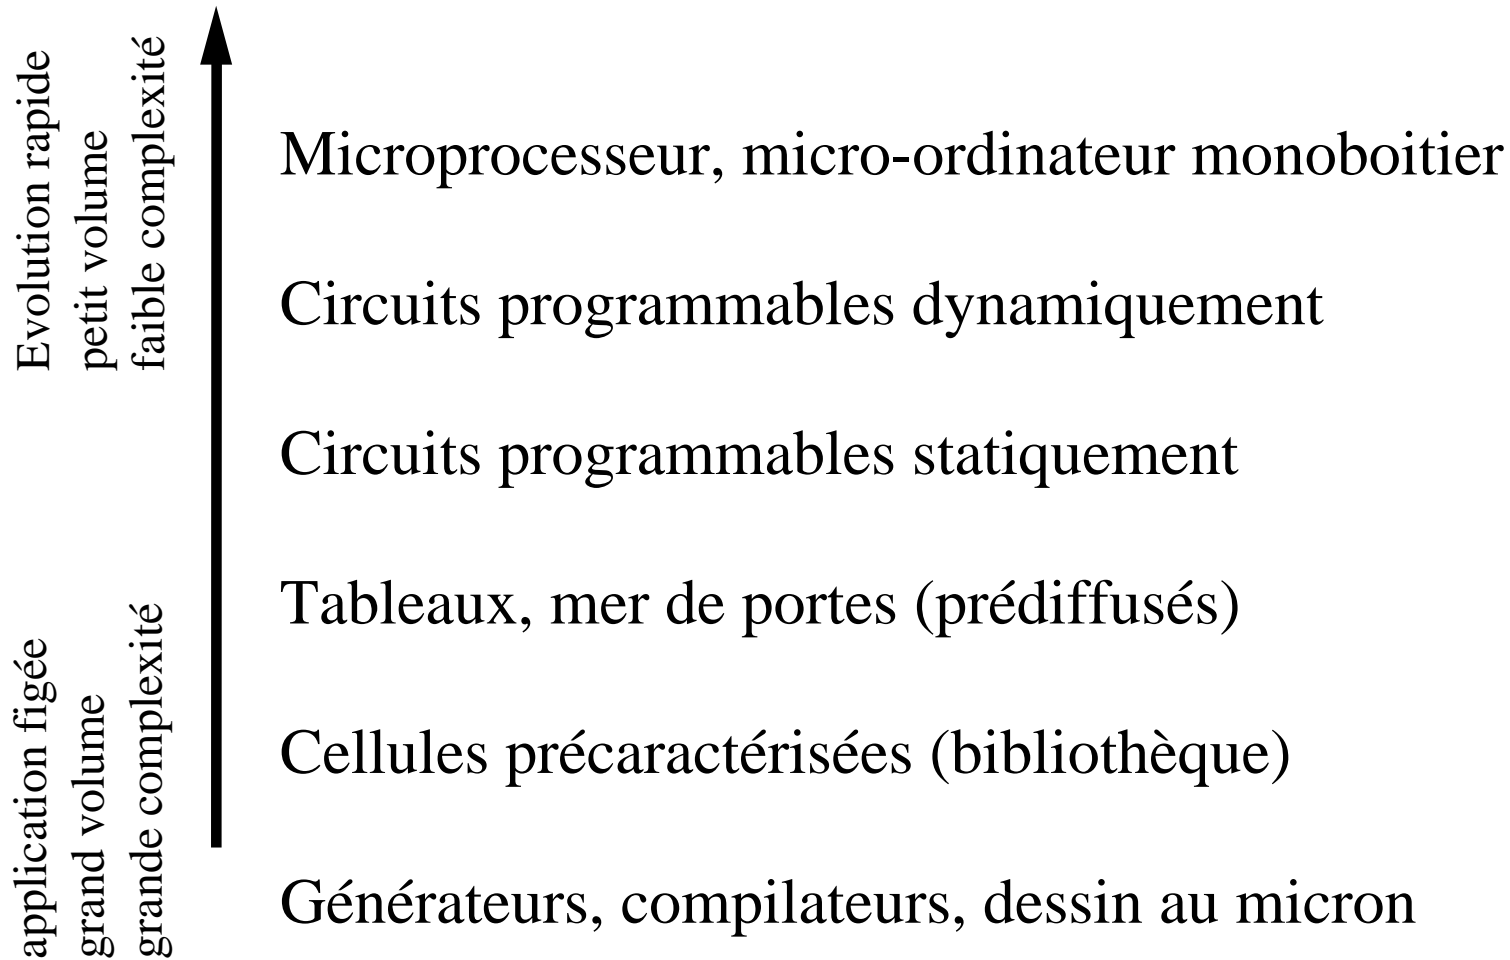 Evolution rapide
petit volume
faible complexité
Microprocesseur, micro-ordinateur monoboitier
Circuits programmables dynamiquement
Circuits programmables statiquement
Tableaux, mer de portes (prédiffusés)
Cellules précaractérisées (bibliothèque)
Générateurs, compilateurs, dessin au micron
application figée
grand volume
grande complexité